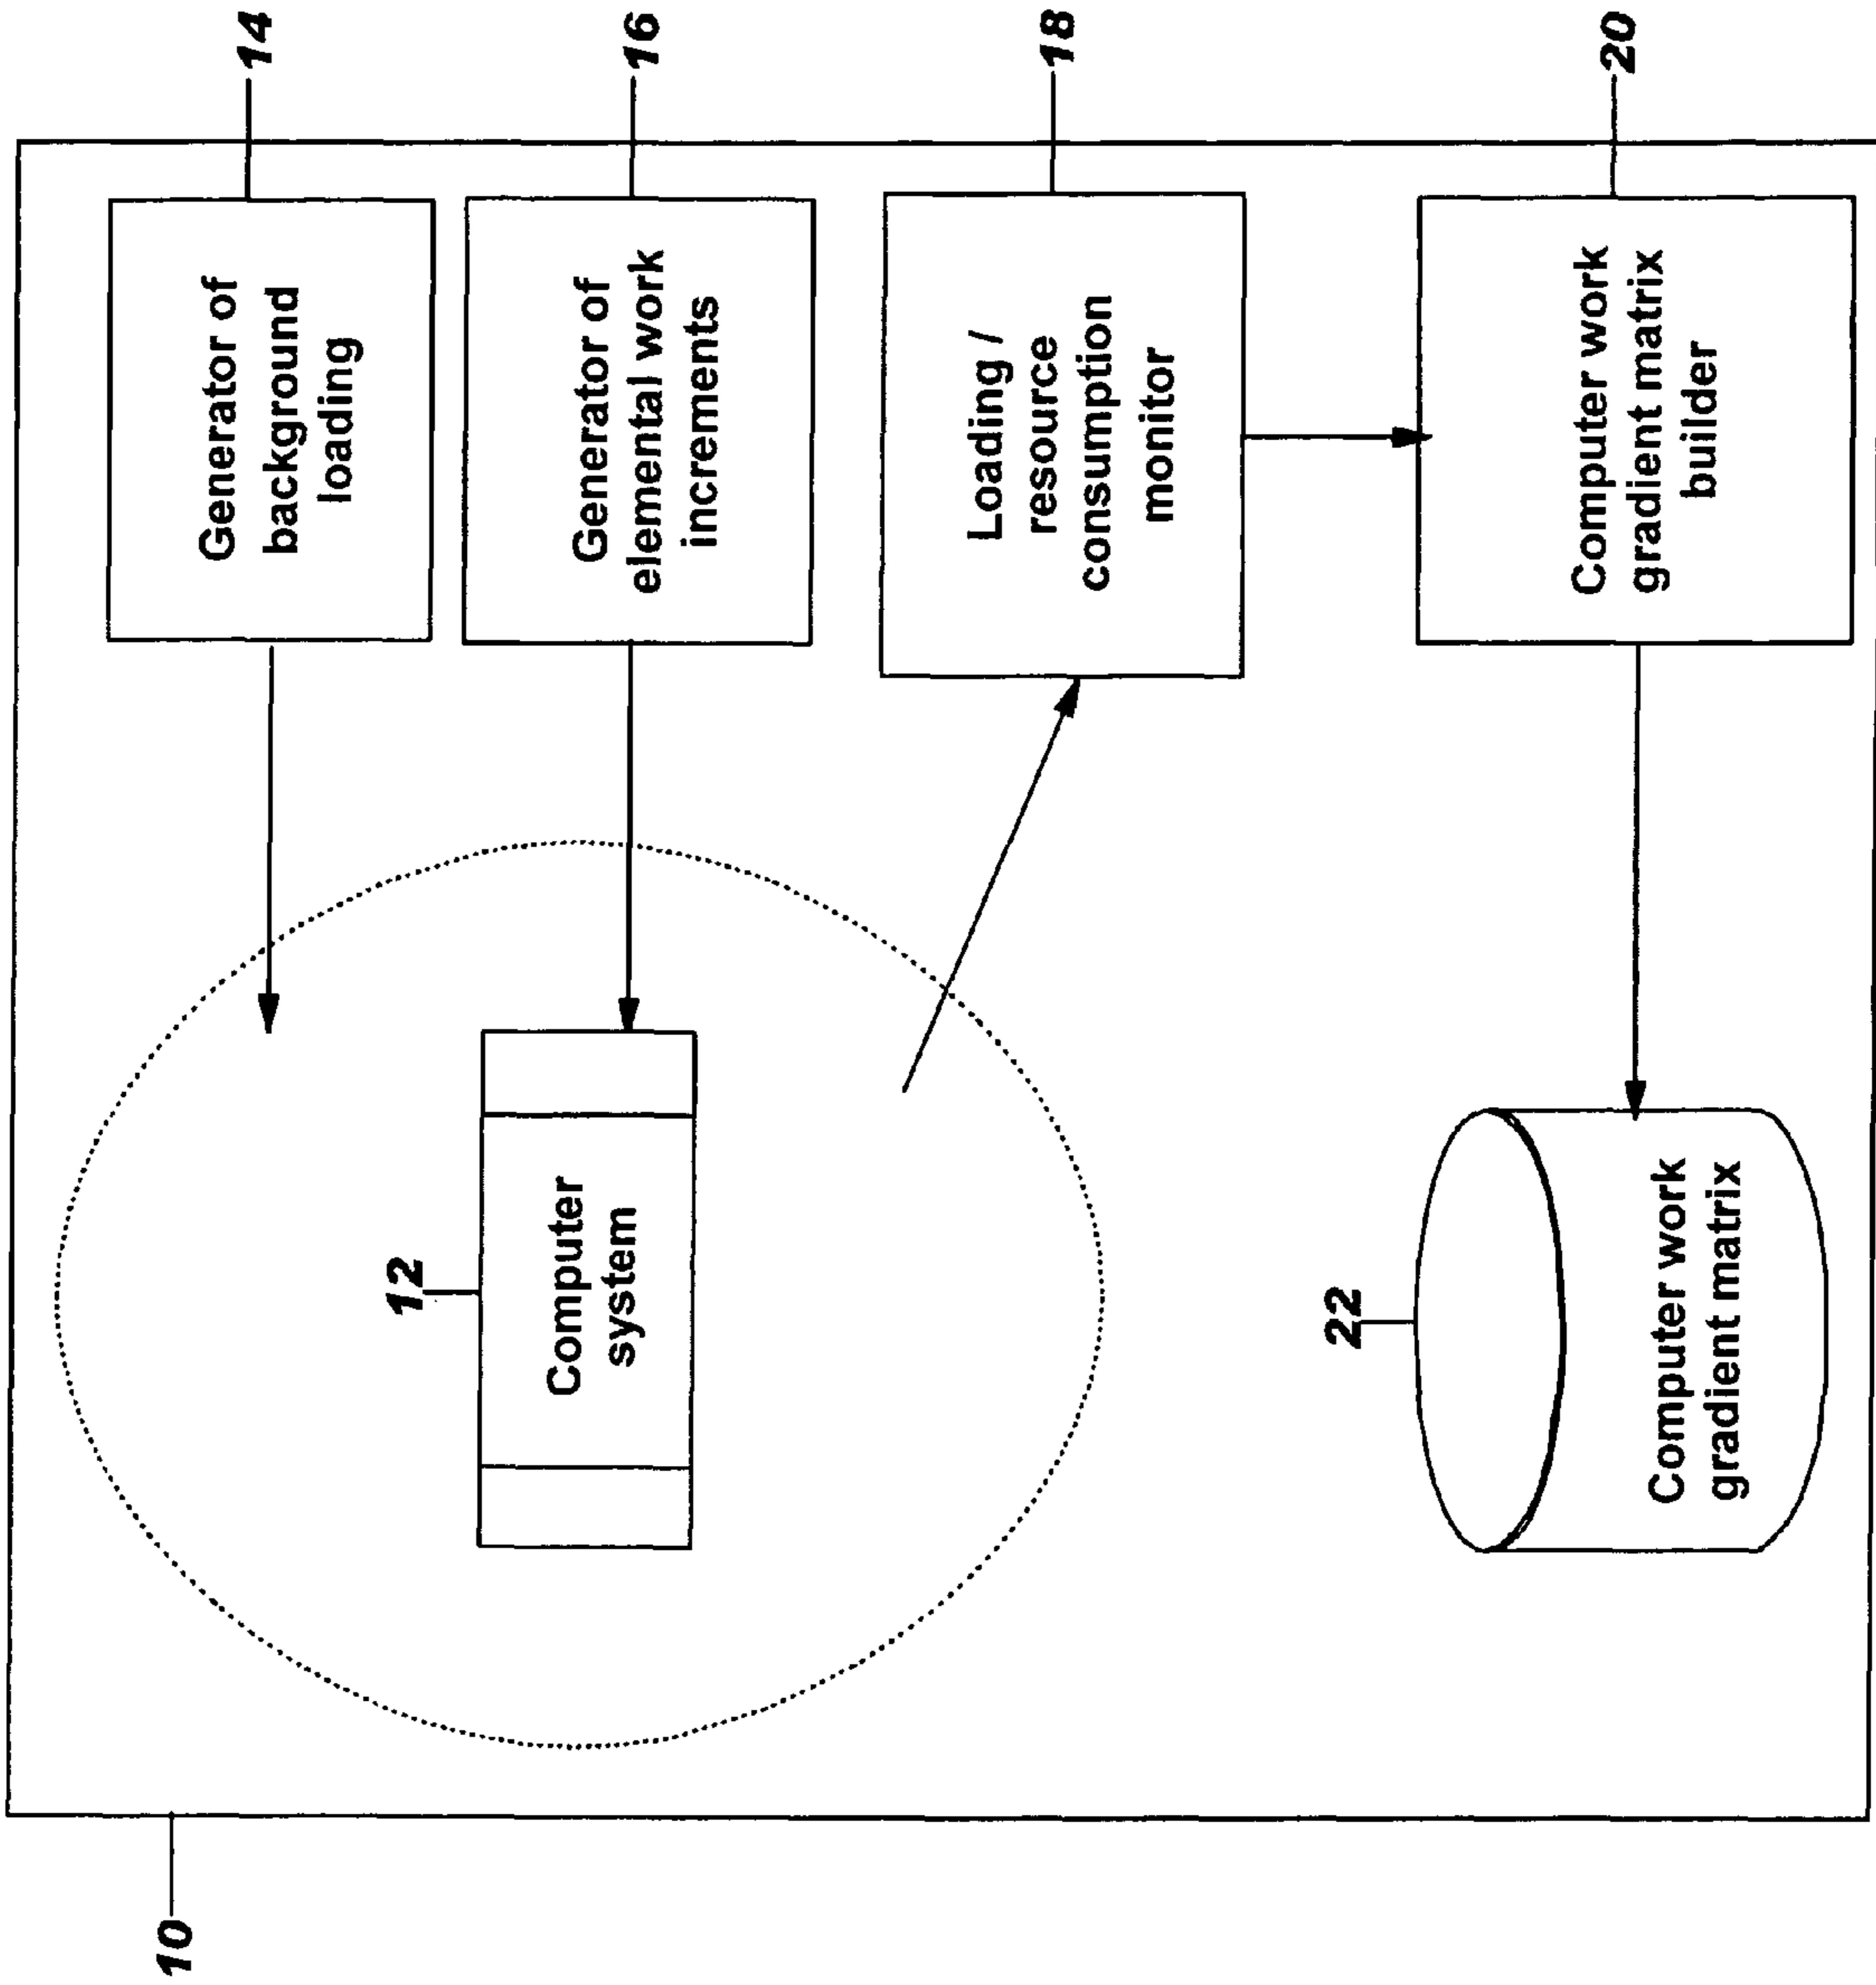 10
12
Computer
system
22
Computer work
gradient matrix
Generator of
background
loading
14
Generator of
elemental work
increments
16
Loading /
resource
consumption
monitor
18
Computer work
gradient matrix
builder
20